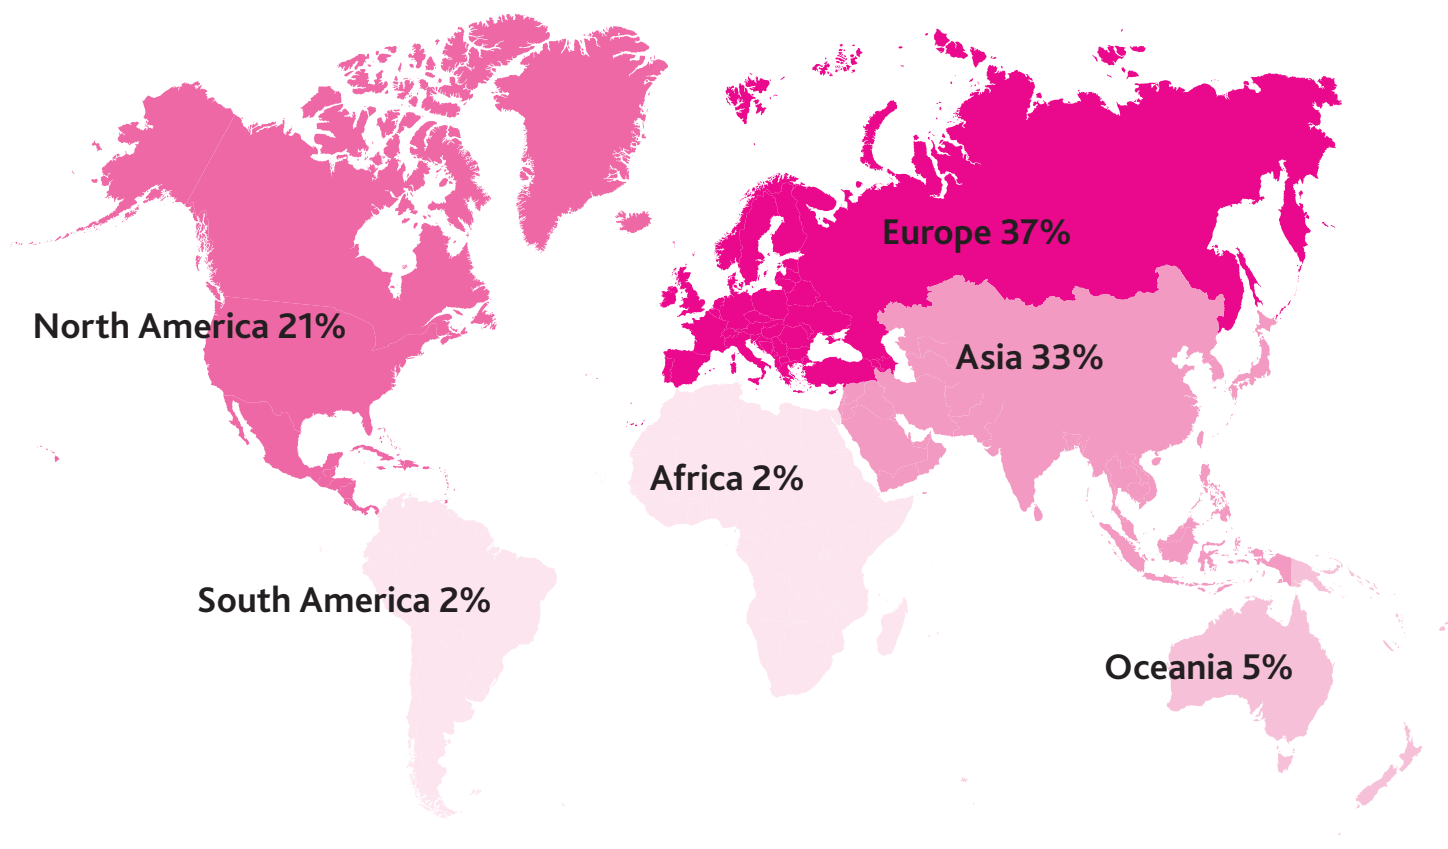 Europe 37%
North America 21%
Asia 33%
Africa 2%
South America 2%
Oceania 5%